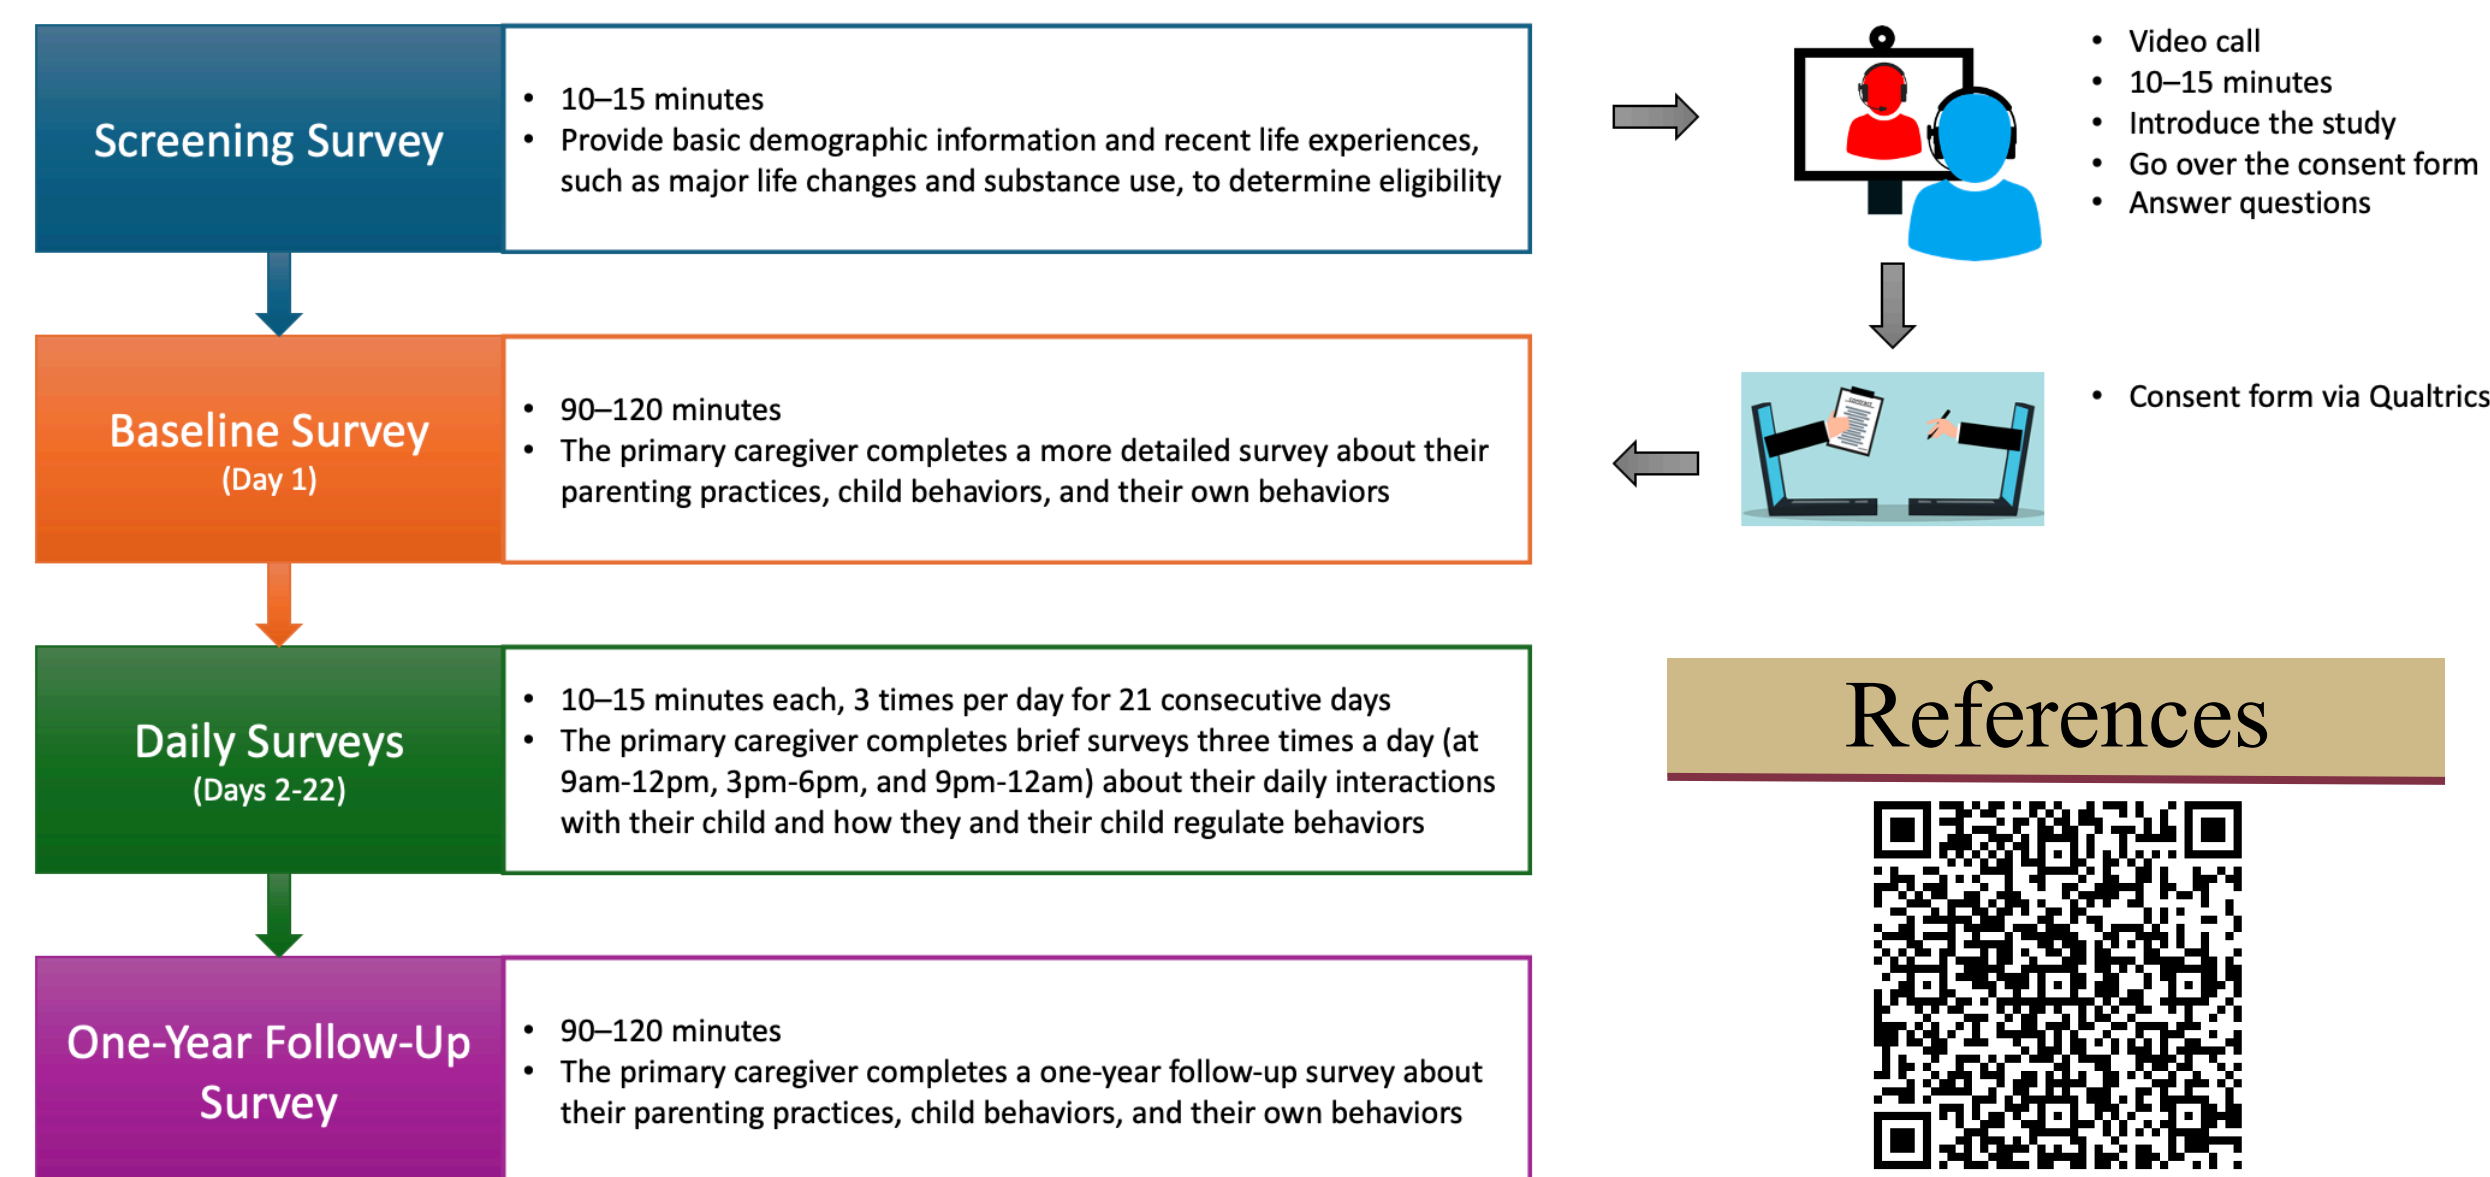 Screening Survey
• 10–15 minutes
• Provide basic demographic information and recent life experiences,
such as major life changes and substance use, to determine eligibility
• Video call
• 10–15 minutes
• Introduce the study
• Go over the consent form
• Answer questions
Baseline Survey
(Day 1)
• 90–120 minutes
• The primary caregiver completes a more detailed survey about their
parenting practices, child behaviors, and their own behaviors
contract
• Consent form via Qualtrics
Daily Surveys
(Days 2-22)
• 10–15 minutes each, 3 times per day for 21 consecutive days
• The primary caregiver completes brief surveys three times a day (at
9am-12pm, 3pm-6pm, and 9pm-12am) about their daily interactions
with their child and how they and their child regulate behaviors
References
One-Year Follow-Up
Survey
• 90–120 minutes
• The primary caregiver completes a one-year follow-up survey about
their parenting practices, child behaviors, and their own behaviors